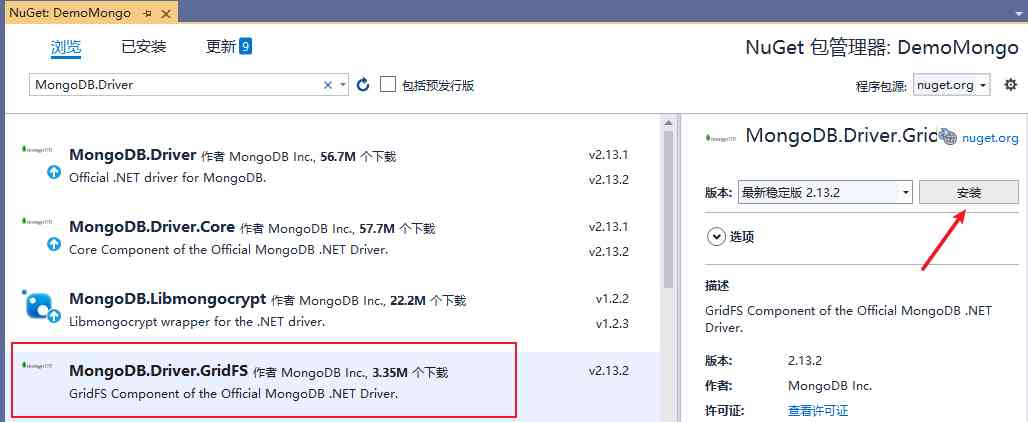 NuGet: DemoMongo
浏览 已安装 更新 9
NuGet 包管理器: DemoMongo
MongoDB.Driver
包括预发行版
程序包源: nuget.org
MongoDB.Driver 作者 MongoDB Inc., 56.7M 个下载 v2.13.1
Official .NET driver for MongoDB. v2.13.2
MongoDB.Driver.Core 作者 MongoDB Inc., 57.7M 个下载 v2.13.1
Core Component of the Official MongoDB .NET Driver. v2.13.2
MongoDB.Libmongocrypt 作者 MongoDB Inc., 22.2M 个下载 v1.2.2
Libmongocrypt wrapper for the .NET driver. v1.2.3
MongoDB.Driver.GridFS 作者 MongoDB Inc., 3.35M 个下载 v2.13.2
GridFS Component of the Official MongoDB .NET Driver.
MongoDB.Driver.Grid nuget.org
版本: 最新稳定版 2.13.2 安装
选项
描述
GridFS Component of the Official MongoDB .NET
Driver.
版本: 2.13.2
作者: MongoDB Inc.
许可证: 查看许可证